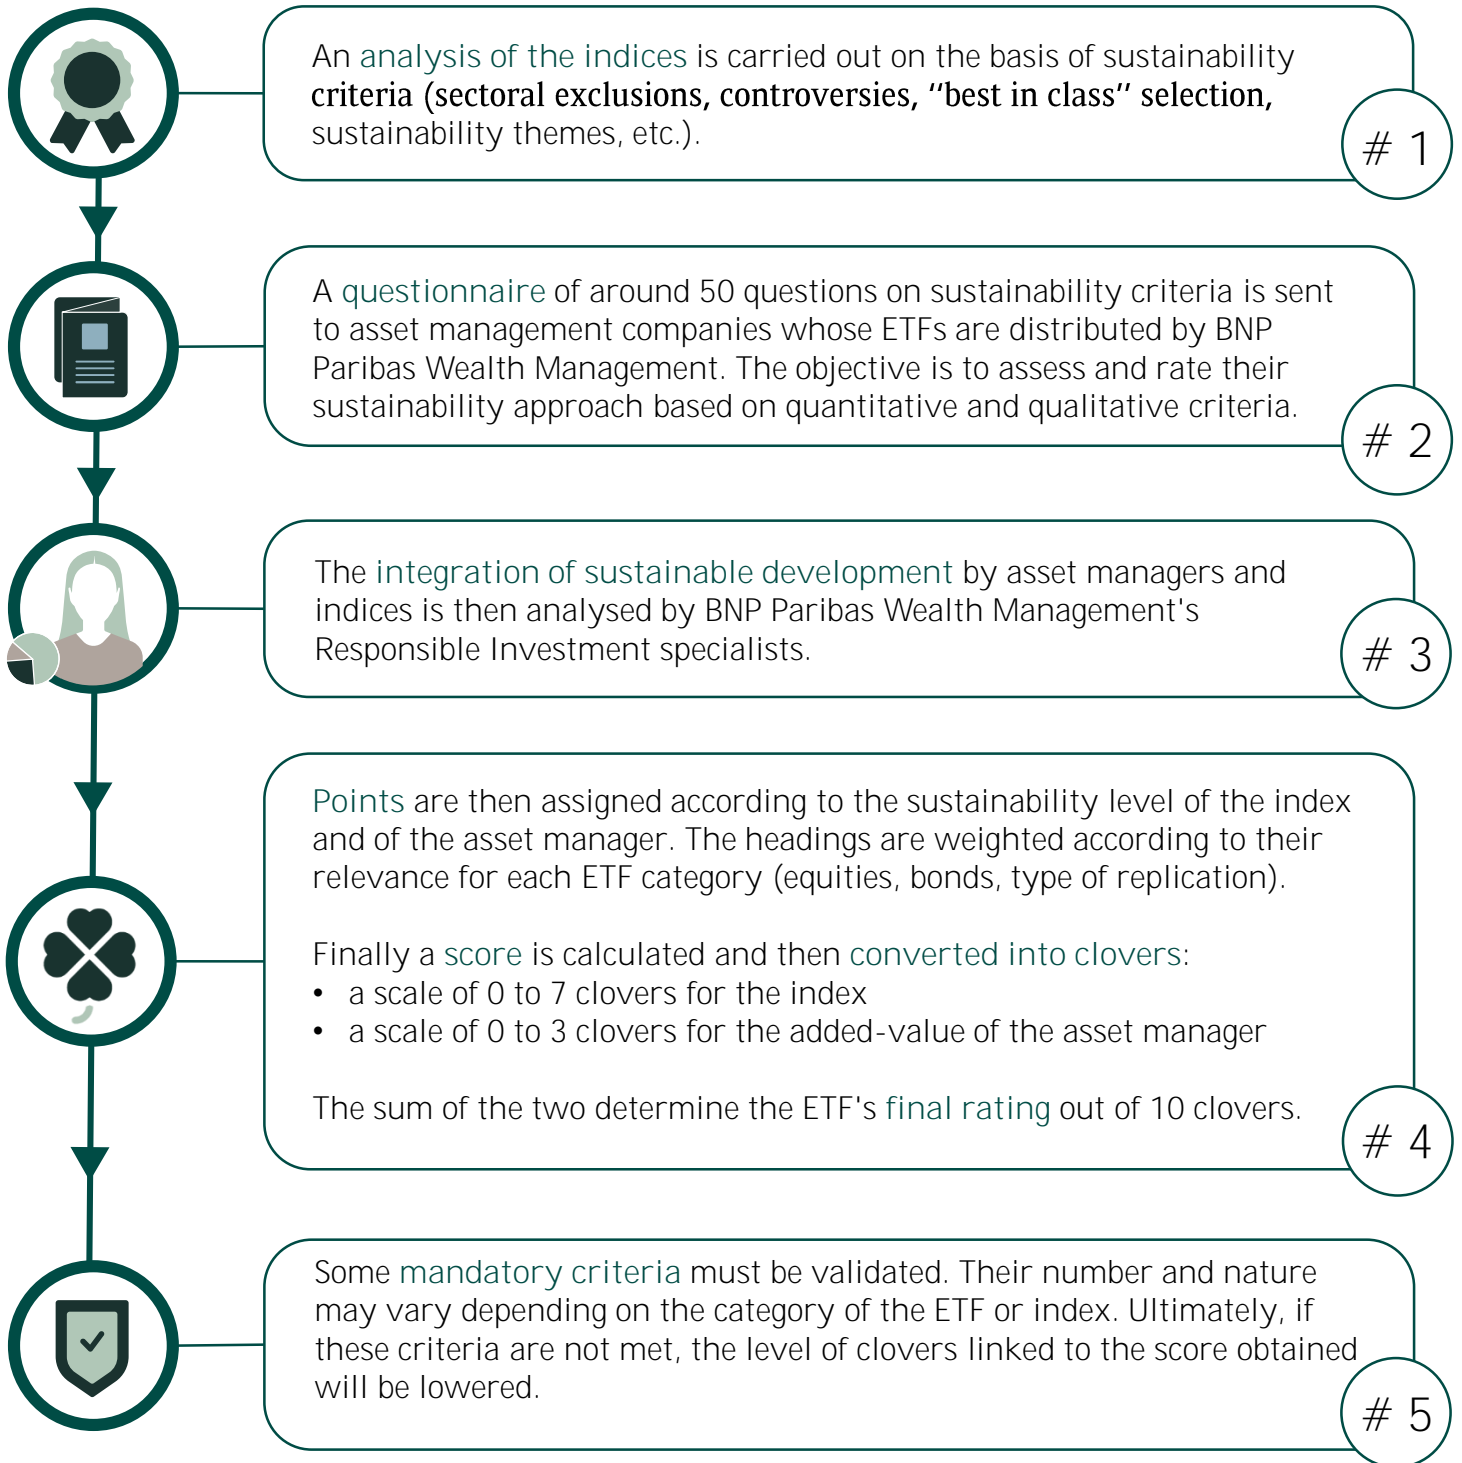 An analysis of the indices is carried out on the basis of sustainability
criteria (sectoral exclusions, controversies, "best in class" selection,
sustainability themes, etc.).
# 1
A questionnaire of around 50 questions on sustainability criteria is sent
to asset management companies whose ETFs are distributed by BNP
Paribas Wealth Management. The objective is to assess and rate their
sustainability approach based on quantitative and qualitative criteria.
# 2
The integration of sustainable development by asset managers and
indices is then analysed by BNP Paribas Wealth Management's
Responsible Investment specialists.
# 3
Points are then assigned according to the sustainability level of the index
and of the asset manager. The headings are weighted according to their
relevance for each ETF category (equities, bonds, type of replication).
Finally a score is calculated and then converted into clovers:
• a scale of 0 to 7 clovers for the index
• a scale of 0 to 3 clovers for the added-value of the asset manager
The sum of the two determine the ETF's final rating out of 10 clovers.
# 4
Some mandatory criteria must be validated. Their number and nature
may vary depending on the category of the ETF or index. Ultimately, if
these criteria are not met, the level of clovers linked to the score obtained
will be lowered.
# 5